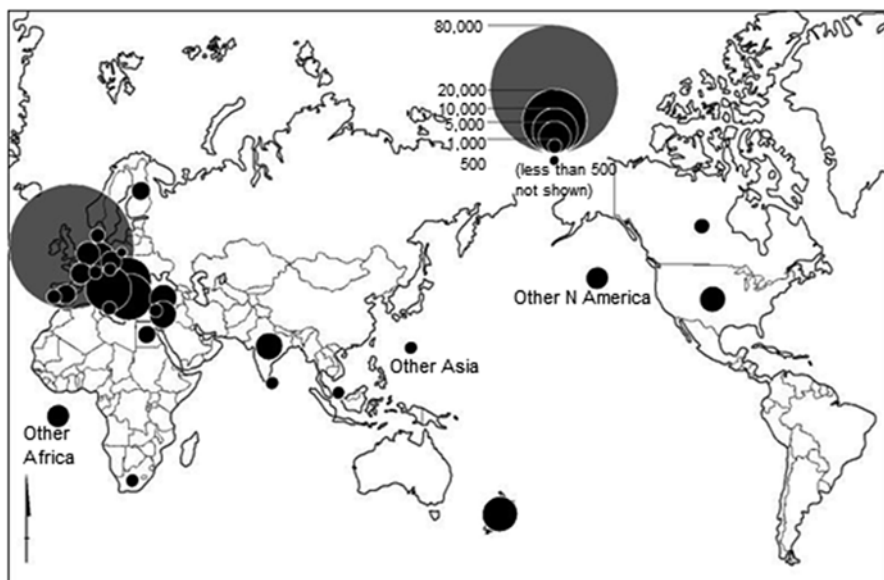 80,000
20,000
10,000
5,000
1,000
500
(less than 500
not shown)
Other N America
Other Asia
Other
Africa